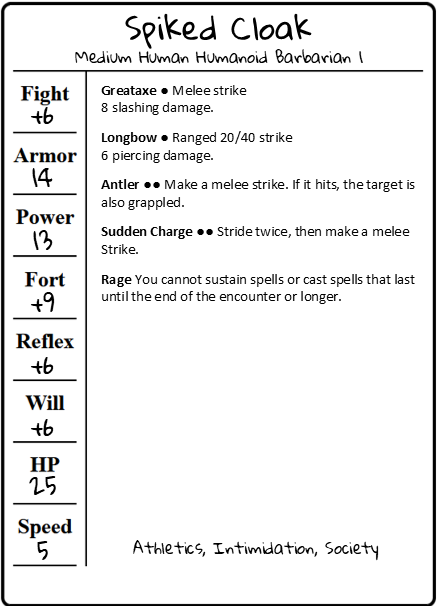 Spiked Cloak
Medium Human Humanoid Barbarian 1
Fight
+6
Armor
14
Power
13
Fort
+9
Reflex
+6
Will
+6
HP
25
Speed
5
Greataxe ● Melee strike
8 slashing damage.
Longbow ● Ranged 20/40 strike
6 piercing damage.
Antler ●● Make a melee strike. If it hits, the target is
also grappled.
Sudden Charge ●● Stride twice, then make a melee
Strike.
Rage You cannot sustain spells or cast spells that last
until the end of the encounter or longer.
Athletics, Intimidation, Society